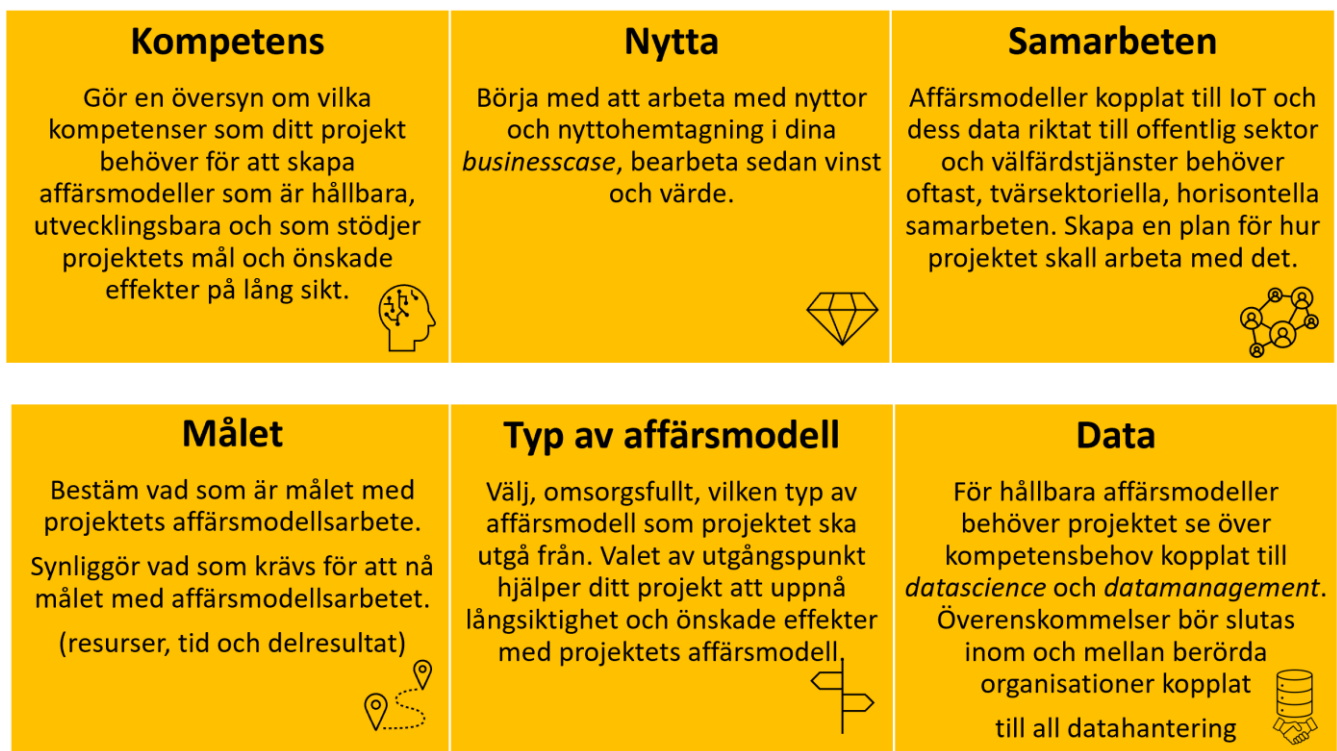 Kompetens
Gör en översyn om vilka
kompetenser som ditt projekt
behöver för att skapa
affärsmodeller som är hållbara,
utvecklingsbara och som stödjer
projektets mål och önskade
effekter på lång sikt.
Nytta
Börja med att arbeta med nyttor
och nyttohemtagning i dina
businesscase, bearbeta sedan vinst
och värde.
Samarbeten
Affärsmodeller kopplat till IoT och
dess data riktat till offentlig sektor
och välfärdstjänster behöver
oftast, tvärsektoriella, horisontella
samarbeten. Skapa en plan för hur
projektet skall arbeta med det.
Målet
Bestäm vad som är målet med
projektets affärsmodellsarbete.
Synliggör vad som krävs för att nå
målet med affärsmodellsarbetet.
(resurser, tid och delresultat)
Typ av affärsmodell
Välj, omsorgsfullt, vilken typ av
affärsmodell som projektet ska
utgå från. Valet av utgångspunkt
hjälper ditt projekt att uppnå
långsiktighet och önskade effekter
med projektets affärsmodell.
Data
För hållbara affärsmodeller
behöver projektet se över
kompetensbehov kopplat till
datascience och datamanagement.
Överenskommelser bör slutas
inom och mellan berörda
organisationer kopplat
till all datahantering